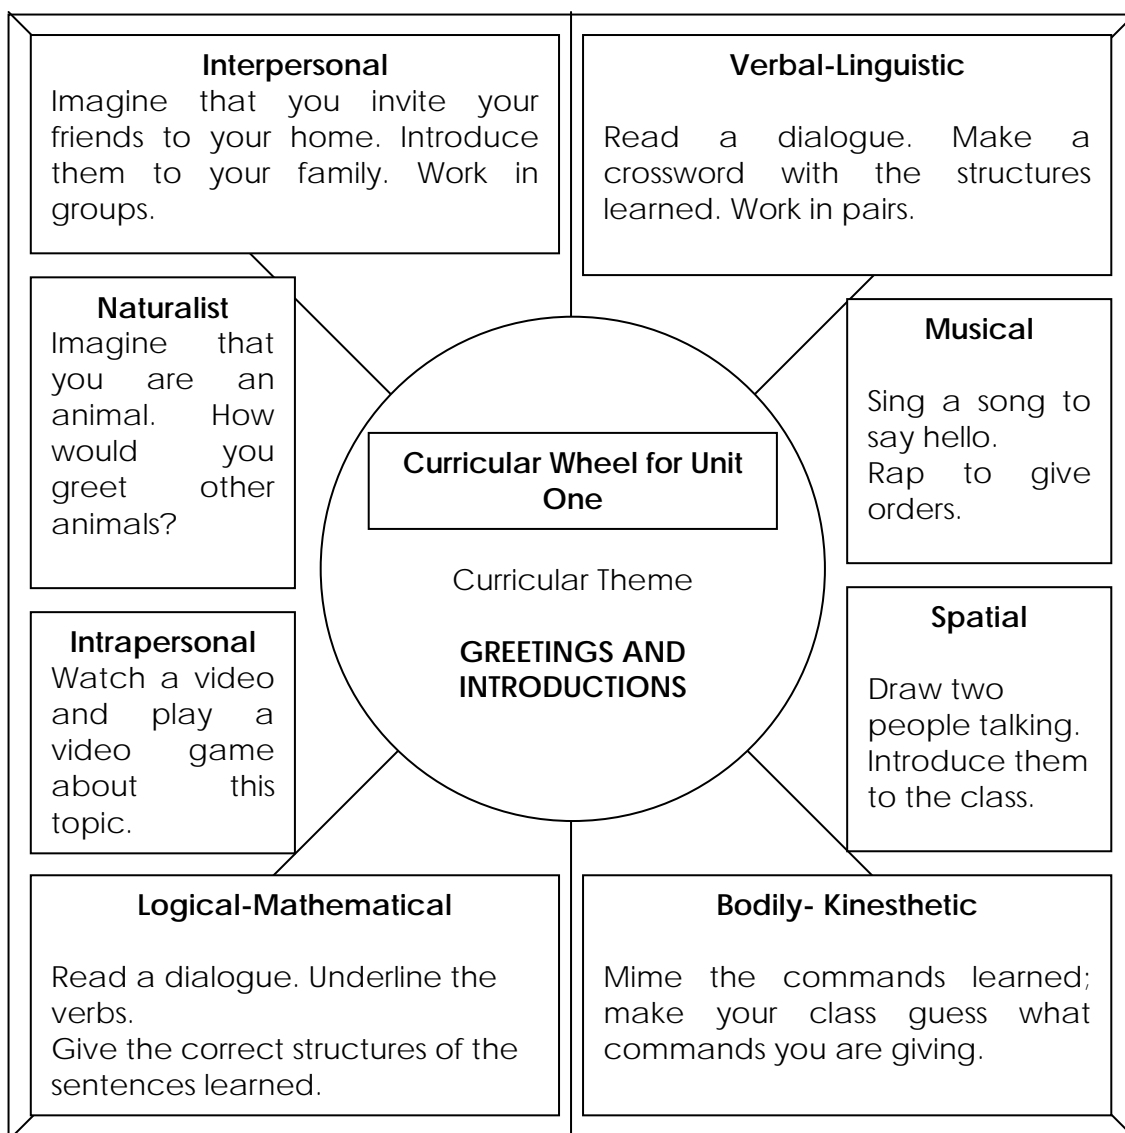 Interpersonal
Imagine that you invite your
friends to your home. Introduce
them to your family. Work in
groups.
Verbal-Linguistic
Read a dialogue. Make a
crossword with the structures
learned. Work in pairs.
Naturalist
Imagine that
you are an
animal. How
would you
greet other
animals?
Musical
Sing a song to
say hello.
Rap to give
orders.
Curricular Wheel for Unit
One
Curricular Theme
GREETINGS AND
INTRODUCTIONS
Intrapersonal
Watch a video
and play a
video game
about this
topic.
Spatial
Draw two
people talking.
Introduce them
to the class.
Logical-Mathematical
Read a dialogue. Underline the
verbs.
Give the correct structures of the
sentences learned.
Bodily- Kinesthetic
Mime the commands learned;
make your class guess what
commands you are giving.